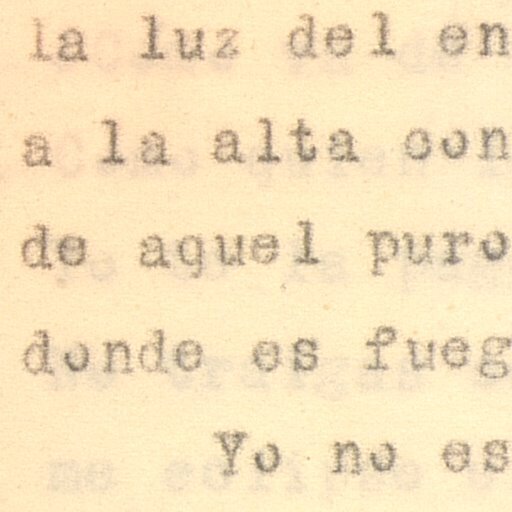 la luz del en
a la alta con
de aquel puro
donde es fueg
Yo no es